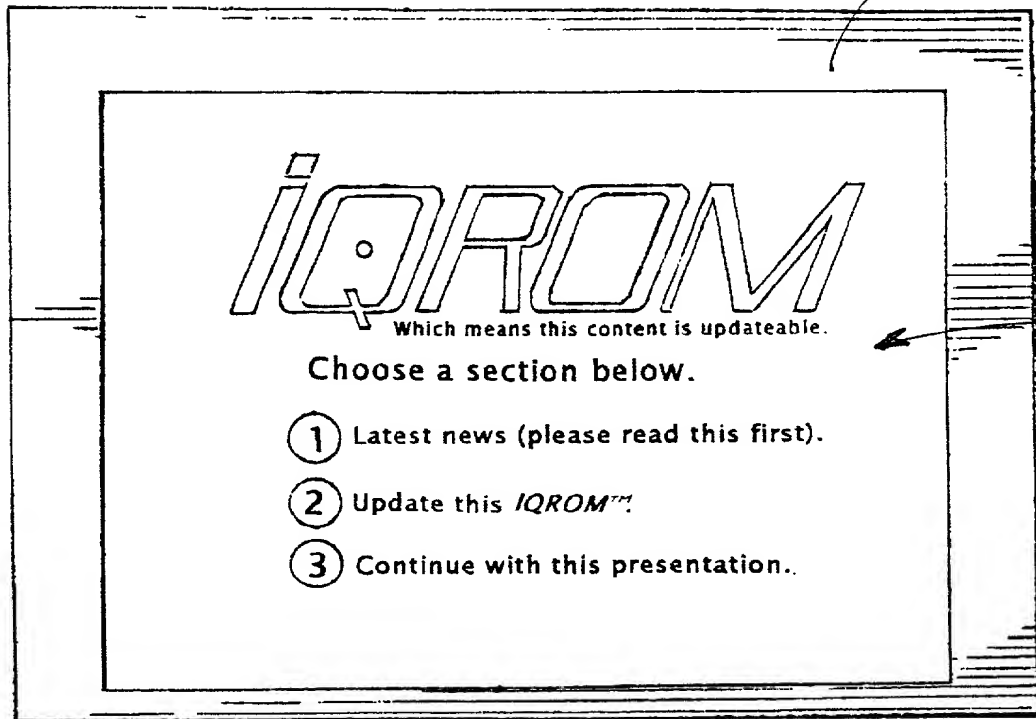 iQROM
Which means this content is updateable.
Choose a section below.
1 Latest news (please read this first).
2 Update this IQROM™.
3 Continue with this presentation.